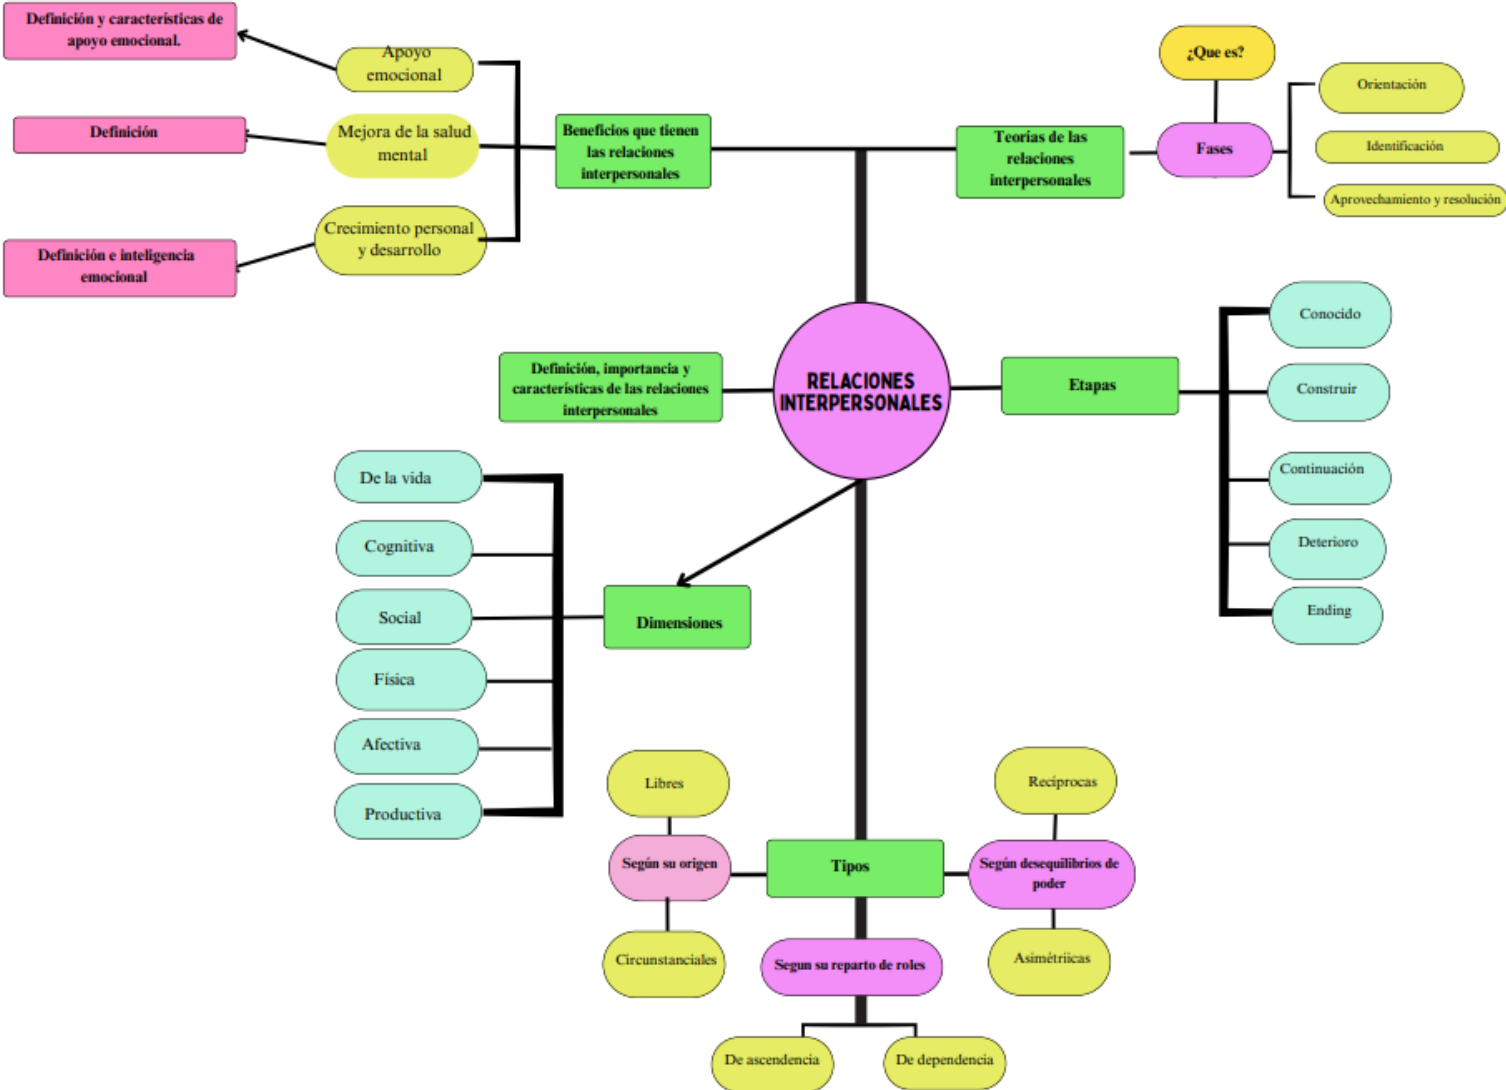 Definición y características de
apoyo emocional.
Apoyo
emocional
Definición
Mejora de la salud
mental
Definición e inteligencia
emocional
Crecimiento personal
y desarrollo
Beneficios que tienen
las relaciones
interpersonales
Teorías de las
relaciones
interpersonales
¿Que es?
Fases
Orientación
Identificación
Aprovechamiento y resolución
RELACIONES
INTERPERSONALES
Definición, importancia y
características de las relaciones
interpersonales
Etapas
Conocido
Construir
Continuación
Deterioro
Ending
De la vida
Cognitiva
Social
Física
Afectiva
Productiva
Dimensiones
Tipos
Libres
Según su origen
Circunstanciales
Recíprocas
Según desequilibrios de
poder
Asimétriicas
Segun su reparto de roles
De ascendencia
De dependencia